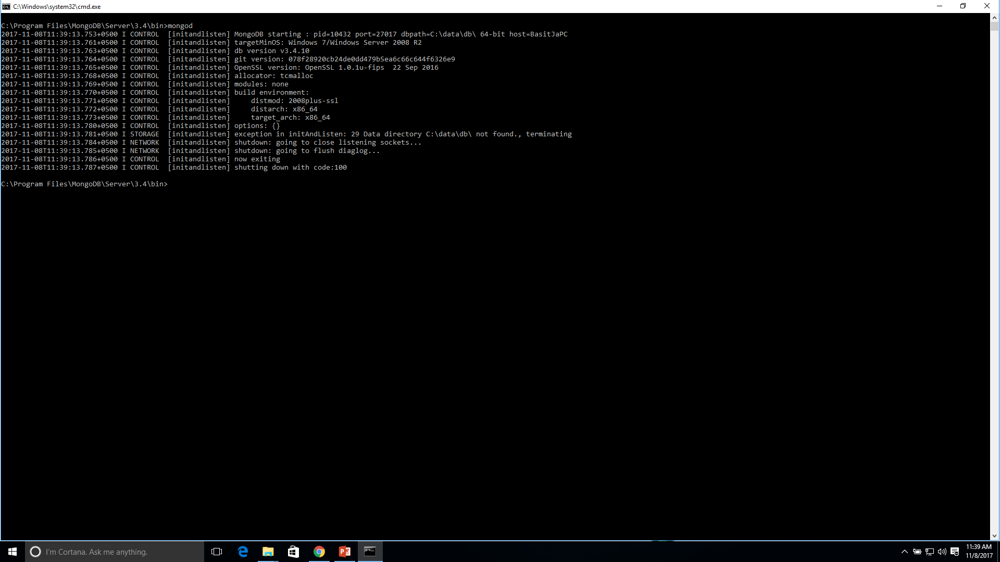 C:\Windows\system32\cmd.exe
C:\Program Files\MongoDB\Server\3.4\bin>mongod
2017-11-08T11:39:13.753+0500 I CONTROL  [initandlisten] MongoDB starting : pid=10432 port=27017 dbpath=C:\data\db\ 64-bit host=BasitJaPC
2017-11-08T11:39:13.761+0500 I CONTROL  [initandlisten] targetMinOS: Windows 7/Windows Server 2008 R2
2017-11-08T11:39:13.763+0500 I CONTROL  [initandlisten] db version v3.4.10
2017-11-08T11:39:13.764+0500 I CONTROL  [initandlisten] git version: 078f28920cb24de0dd479b5ea6c66c644f6326e9
2017-11-08T11:39:13.765+0500 I CONTROL  [initandlisten] OpenSSL version: OpenSSL 1.0.1u-fips  22 Sep 2016
2017-11-08T11:39:13.768+0500 I CONTROL  [initandlisten] allocator: tcmalloc
2017-11-08T11:39:13.769+0500 I CONTROL  [initandlisten] modules: none
2017-11-08T11:39:13.770+0500 I CONTROL  [initandlisten] build environment:
2017-11-08T11:39:13.771+0500 I CONTROL  [initandlisten]     distmod: 2008plus-ssl
2017-11-08T11:39:13.772+0500 I CONTROL  [initandlisten]     distarch: x86_64
2017-11-08T11:39:13.773+0500 I CONTROL  [initandlisten]     target_arch: x86_64
2017-11-08T11:39:13.780+0500 I CONTROL  [initandlisten] options: {}
2017-11-08T11:39:13.781+0500 I STORAGE  [initandlisten] exception in initAndListen: 29 Data directory C:\data\db\ not found., terminating
2017-11-08T11:39:13.784+0500 I NETWORK  [initandlisten] shutdown: going to close listening sockets...
2017-11-08T11:39:13.785+0500 I NETWORK  [initandlisten] shutdown: going to flush diaglog...
2017-11-08T11:39:13.786+0500 I CONTROL  [initandlisten] now exiting
2017-11-08T11:39:13.787+0500 I CONTROL  [initandlisten] shutting down with code:100
C:\Program Files\MongoDB\Server\3.4\bin>
I'm Cortana. Ask me anything.
11:39 AM
11/8/2017